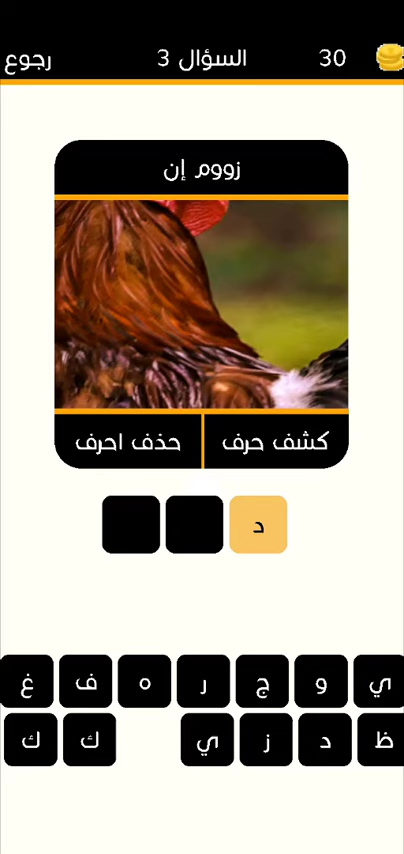 رجوع السؤال 3 30
زووم إن
كشف حرف حذف احرف
د
ي و ج ر ه ف غ
ظ د ز ي ك ك